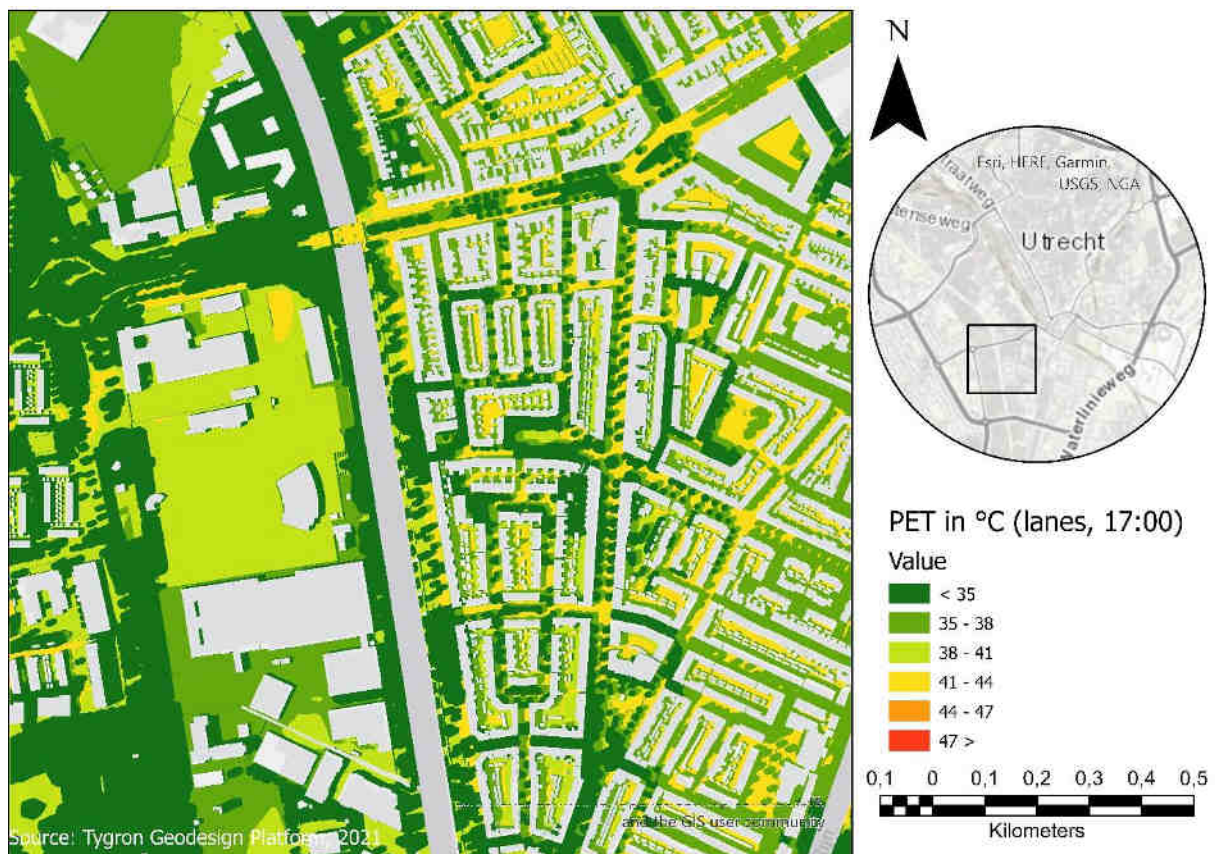 N
Esri, HERE, Garmin,
USGS, NGA
straatweg
tenseweg
Utrecht
Waterlinieweg
PET in °C (lanes, 17:00)
Value
< 35
35 - 38
38 - 41
41 - 44
44 - 47
47 >
0,1 0 0,1 0,2 0,3 0,4 0,5
Kilometers
and the GIS user community
Source: Tygron Geodesign Platform, 2021